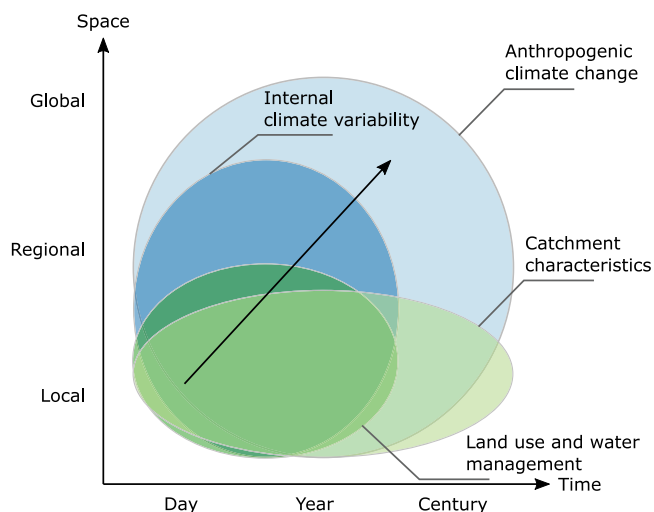 Space
Anthropogenic
climate change
Global
Internal
climate variability
Regional
Catchment
characteristics
Local
Land use and water
management
Time
Day
Year
Century